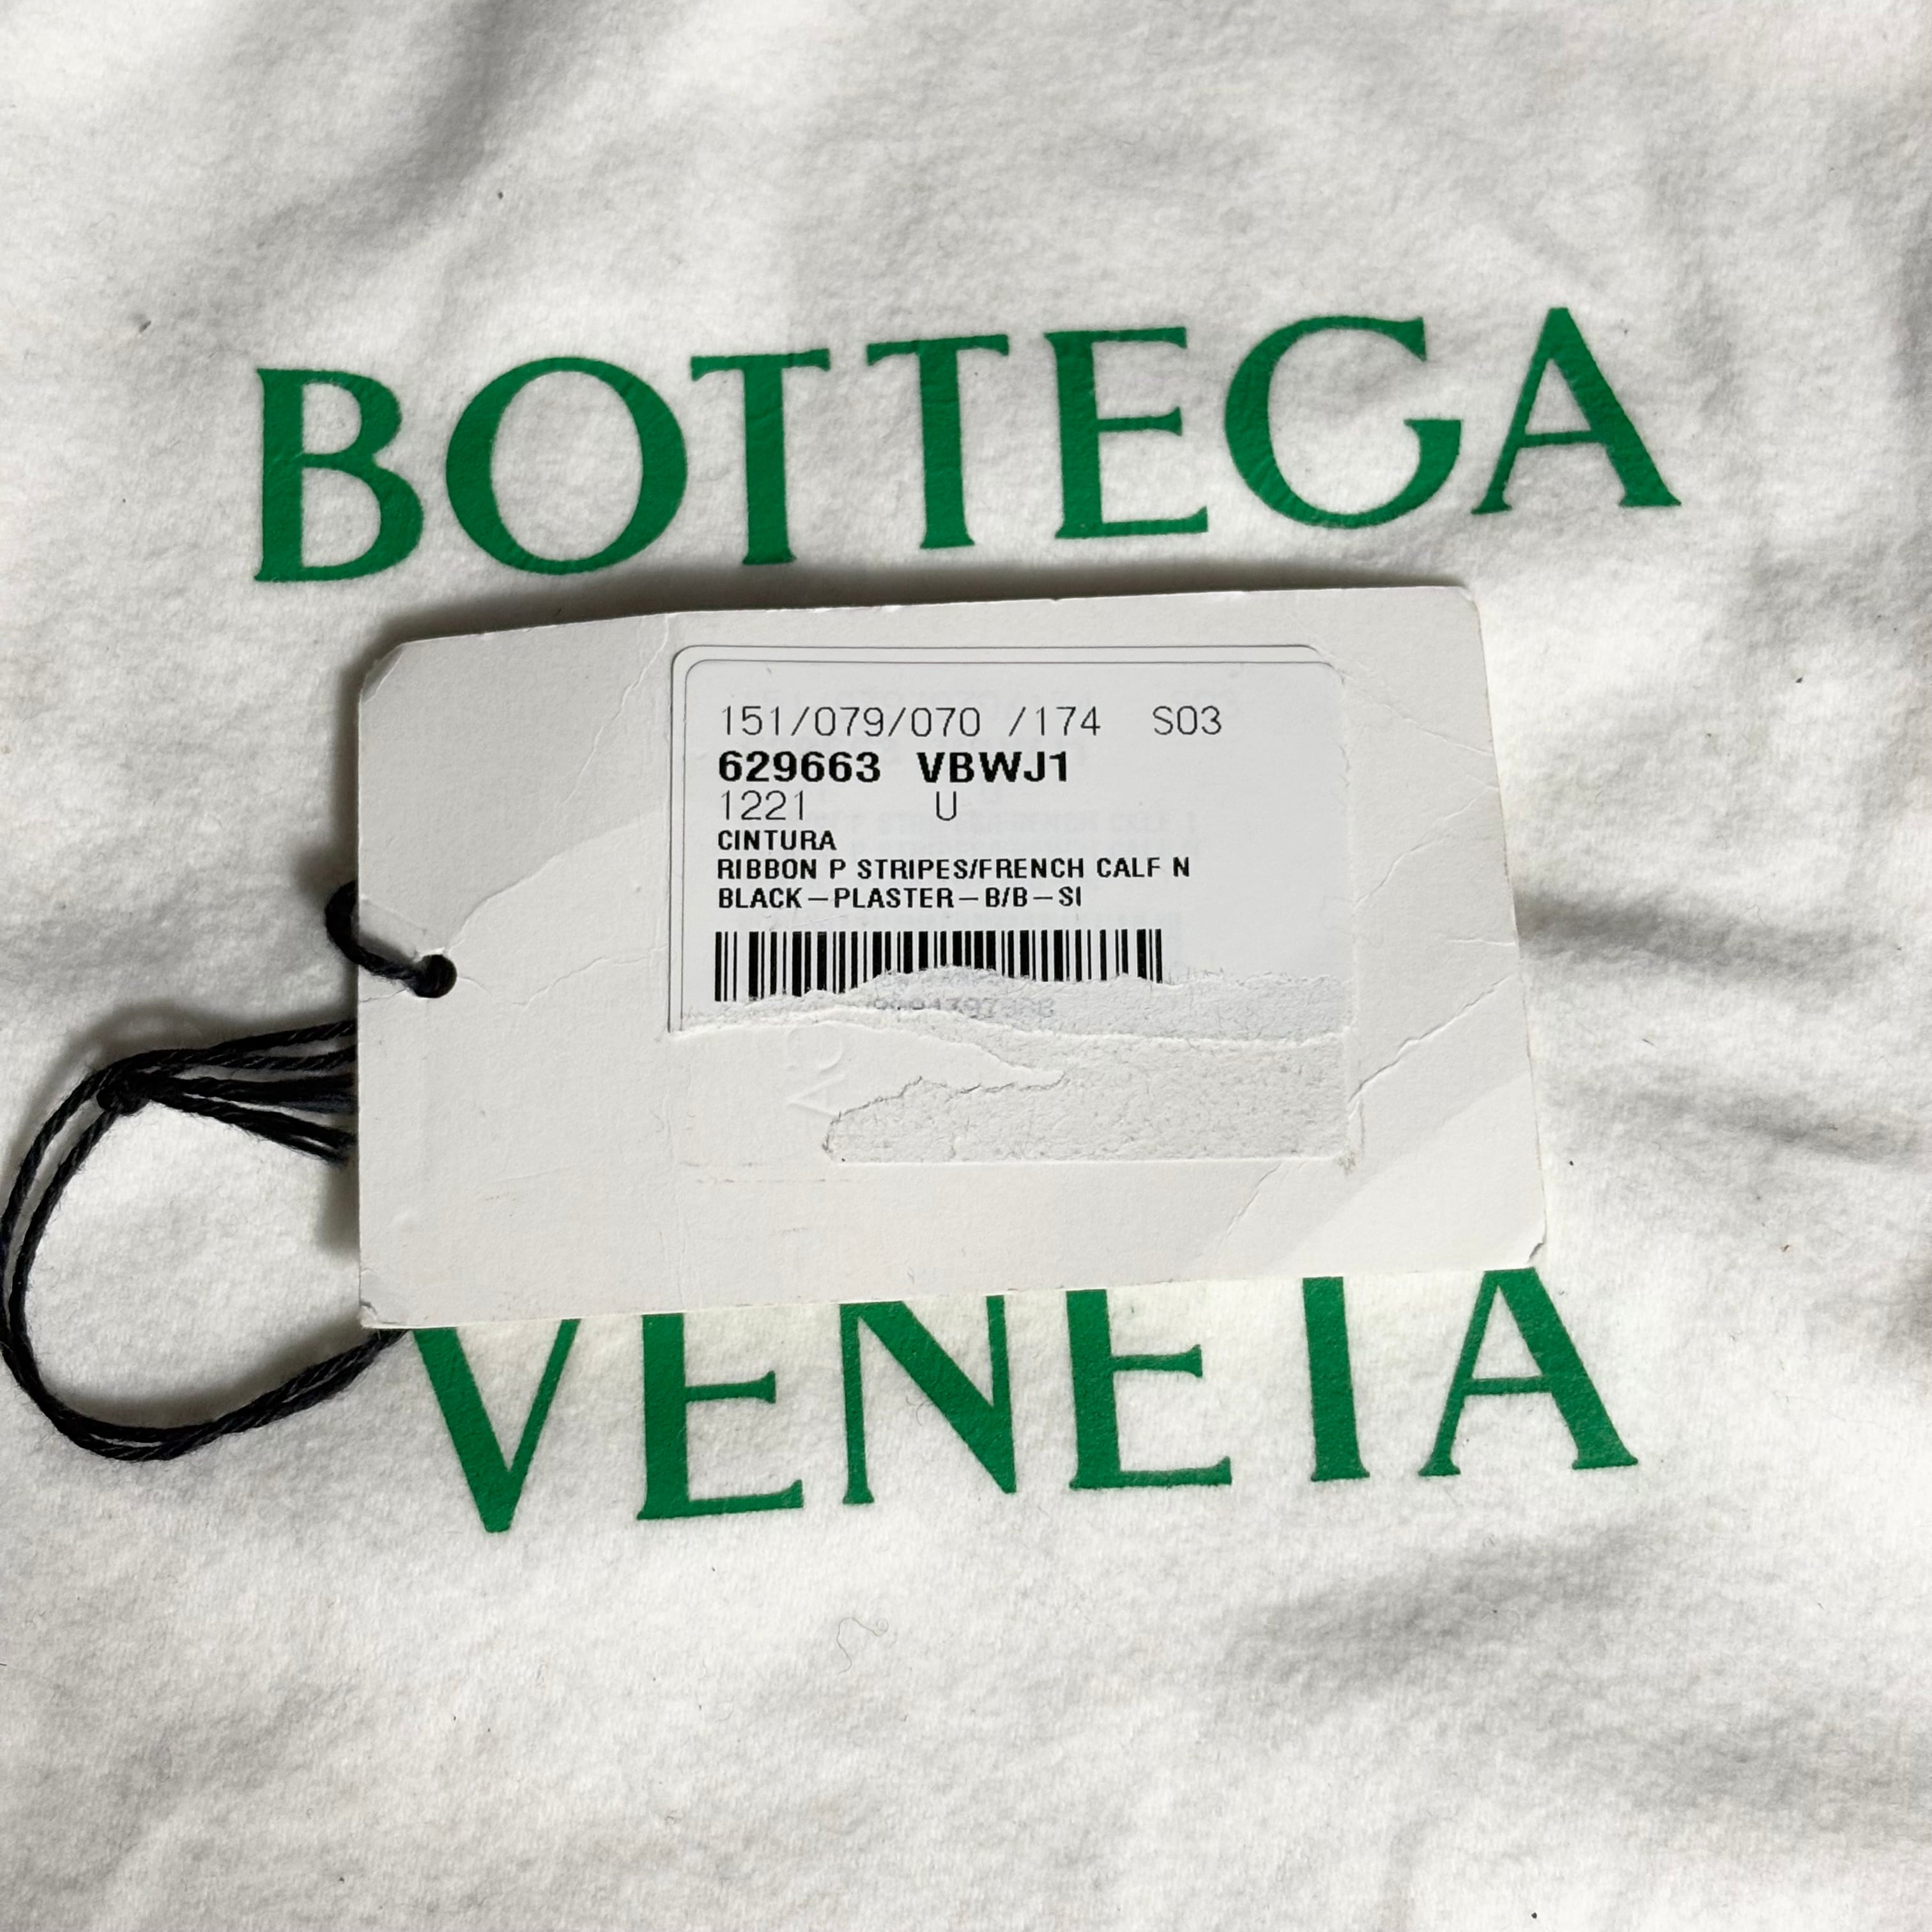 BOTTEGA
151/079/070 /174 S03
629663 VBWJ1
1221 U
CINTURA
RIBBON P STRIPES/FRENCH CALF N
BLACK-PLASTER-B/B-SI
VENETA